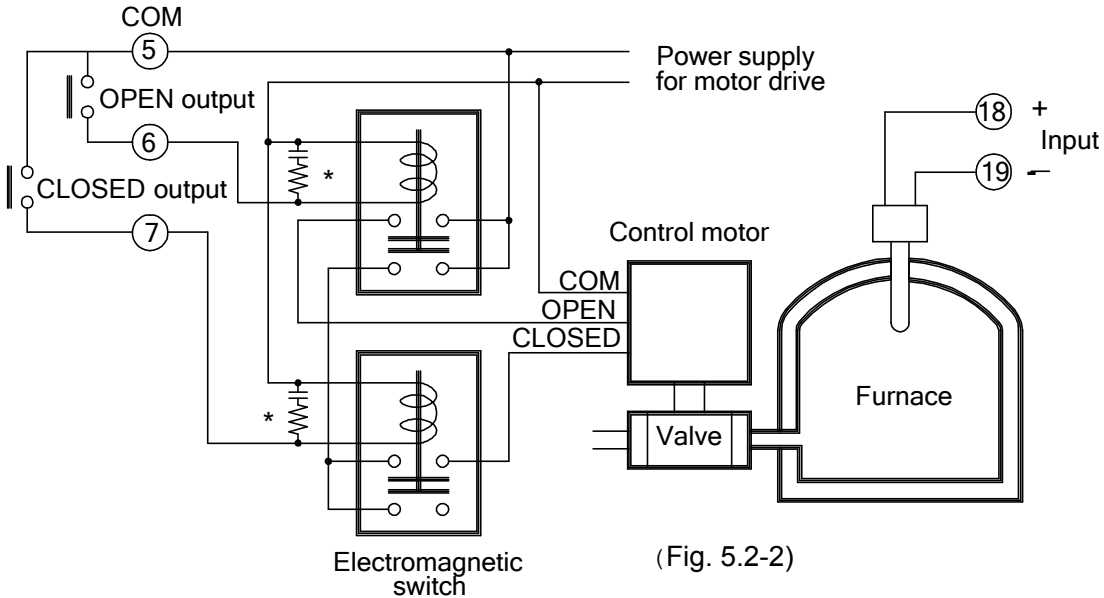 COM
5
Power supply
for motor drive
OPEN output
18 +
Input
6
*
19 −
CLOSED output
7
Control motor
COM
OPEN
CLOSED
*
Furnace
Valve
Electromagnetic
switch
(Fig. 5.2-2)